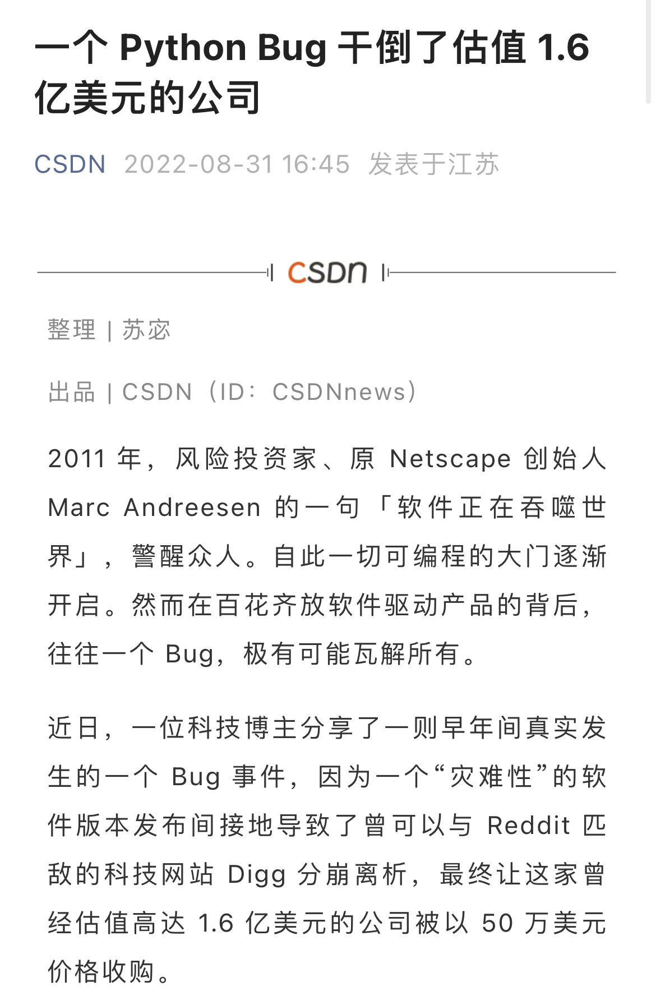 一个 Python Bug 干倒了估值 1.6
亿美元的公司
CSDN 2022-08-31 16:45 发表于江苏
CSDN
整理 | 苏宓
出品 | CSDN（ID：CSDNnews）
2011 年，风险投资家、原 Netscape 创始人
Marc Andreesen 的一句「软件正在吞噬世
界」，警醒众人。自此一切可编程的大门逐渐
开启。然而在百花齐放软件驱动产品的背后，
往往一个 Bug，极有可能瓦解所有。
近日，一位科技博主分享了一则早年间真实发
生的一个 Bug 事件，因为一个“灾难性”的软
件版本发布间接地导致了曾可以与 Reddit 匹
敌的科技网站 Digg 分崩离析，最终让这家曾
经估值高达 1.6 亿美元的公司被以 50 万美元
价格收购。